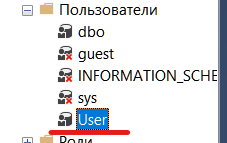 Пользователи
dbo
guest
INFORMATION_SCHE
sys
User
Роли